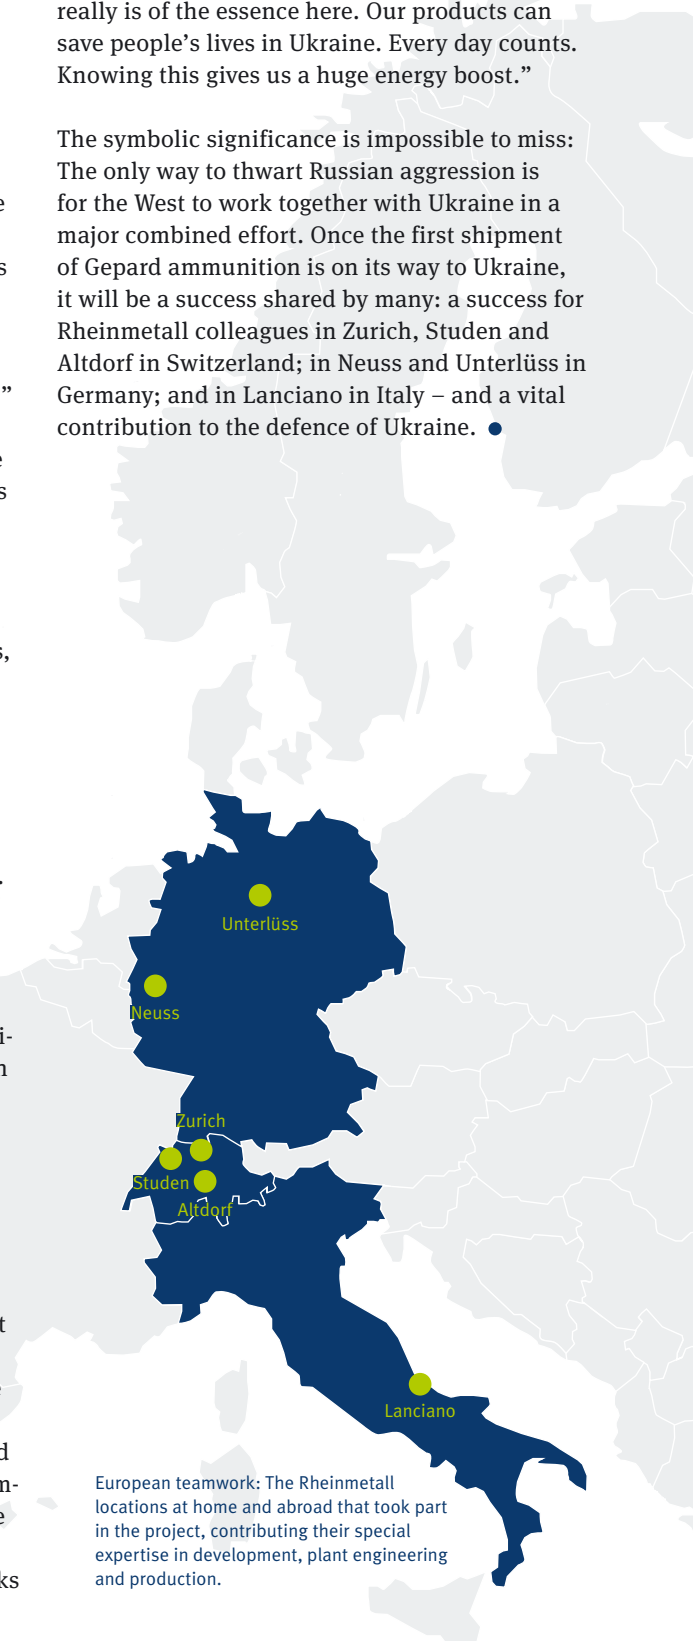 really is of the essence here. Our products can
save people’s lives in Ukraine. Every day counts.
Knowing this gives us a huge energy boost.”
The symbolic significance is impossible to miss:
The only way to thwart Russian aggression is
for the West to work together with Ukraine in a
major combined effort. Once the first shipment
of Gepard ammunition is on its way to Ukraine,
it will be a success shared by many: a success for
Rheinmetall colleagues in Zurich, Studen and
Altdorf in Switzerland; in Neuss and Unterlüss in
Germany; and in Lanciano in Italy – and a vital
contribution to the defence of Ukraine.
Unterlüss
Neuss
Zurich
Studen
Altdorf
Lanciano
European teamwork: The Rheinmetall
locations at home and abroad that took part
in the project, contributing their special
expertise in development, plant engineering
and production.